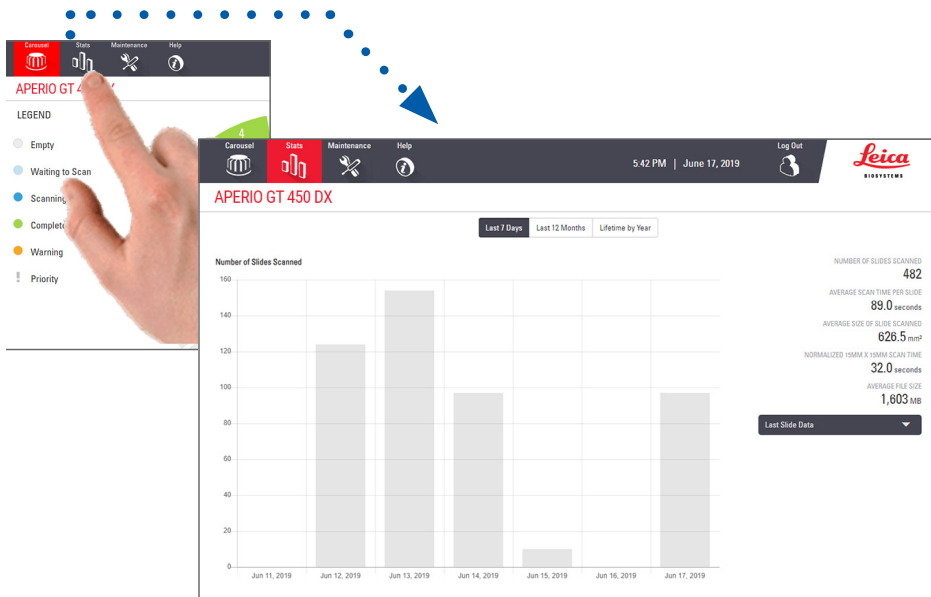 Carousel Stats Maintenance Help
APERIO GT 4
LEGEND
Empty
Waiting to Scan
Scanning
Complete
Warning
Priority
4
Carousel Stats Maintenance Help
5:42 PM | June 17, 2019
Log Out
Leica
BIOSYSTEMS
APERIO GT 450 DX
Last 7 Days Last 12 Months Lifetime by Year
Number of Slides Scanned
160
140
120
100
80
60
40
20
0
Jun 11, 2019 Jun 12, 2019 Jun 13, 2019 Jun 14, 2019 Jun 15, 2019 Jun 16, 2019 Jun 17, 2019
NUMBER OF SLIDES SCANNED
482
AVERAGE SCAN TIME PER SLIDE
89.0 seconds
AVERAGE SIZE OF SLIDE SCANNED
626.5 mm²
NORMALIZED 15MM X 15MM SCAN TIME
32.0 seconds
AVERAGE FILE SIZE
1,603 MB
Last Slide Data